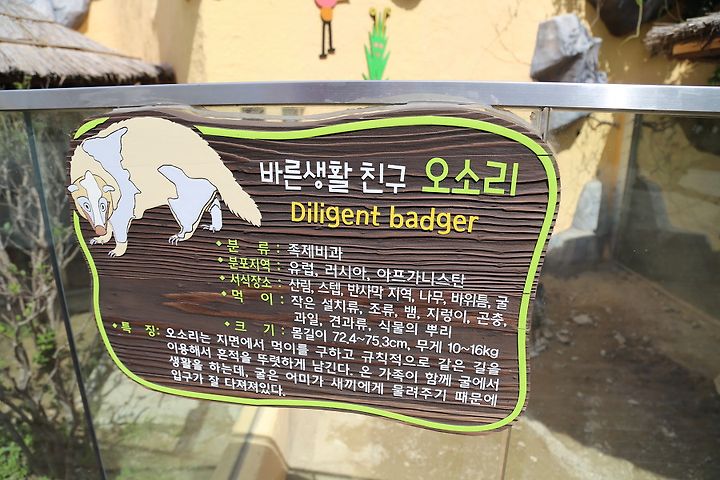 바른생활 친구 오소리
Diligent badger
◆ 분 류 : 족제비과
◆ 분포지역 : 유럽, 러시아, 아프가니스탄
◆ 서식장소 : 산림, 스텝, 반사막 지역, 나무, 바위틈, 굴
◆ 먹 이 : 작은 설치류, 조류, 뱀, 지렁이, 곤충,
과일, 견과류, 식물의 뿌리
◆ 크 기 : 몸길이 72.4~75.3cm, 무게 10~16kg
◆ 특 징: 오소리는 지면에서 먹이를 구하고 규칙적으로 같은 길을
이용해서 흔적을 뚜렷하게 남긴다. 온 가족이 함께 굴에서
생활을 하는데, 굴은 어미가 새끼에게 물려주기 때문에
입구가 잘 다져져있다.